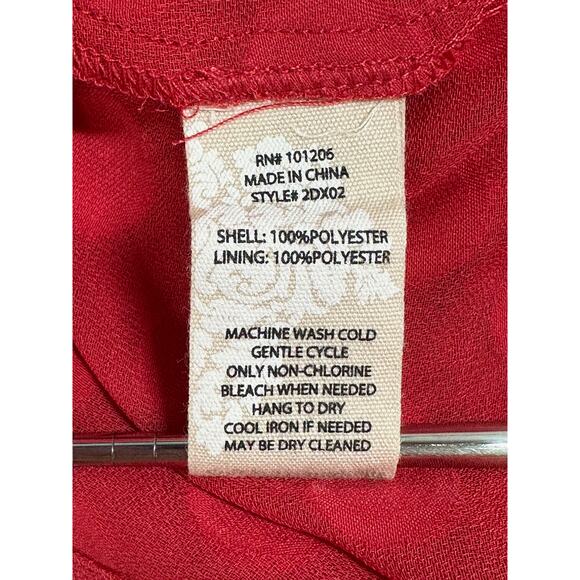 RN# 101206
MADE IN CHINA
STYLE# 2DX02
SHELL: 100%POLYESTER
LINING: 100%POLYESTER
MACHINE WASH COLD
GENTLE CYCLE
ONLY NON-CHLORINE
BLEACH WHEN NEEDED
HANG TO DRY
COOL IRON IF NEEDED
MAY BE DRY CLEANED